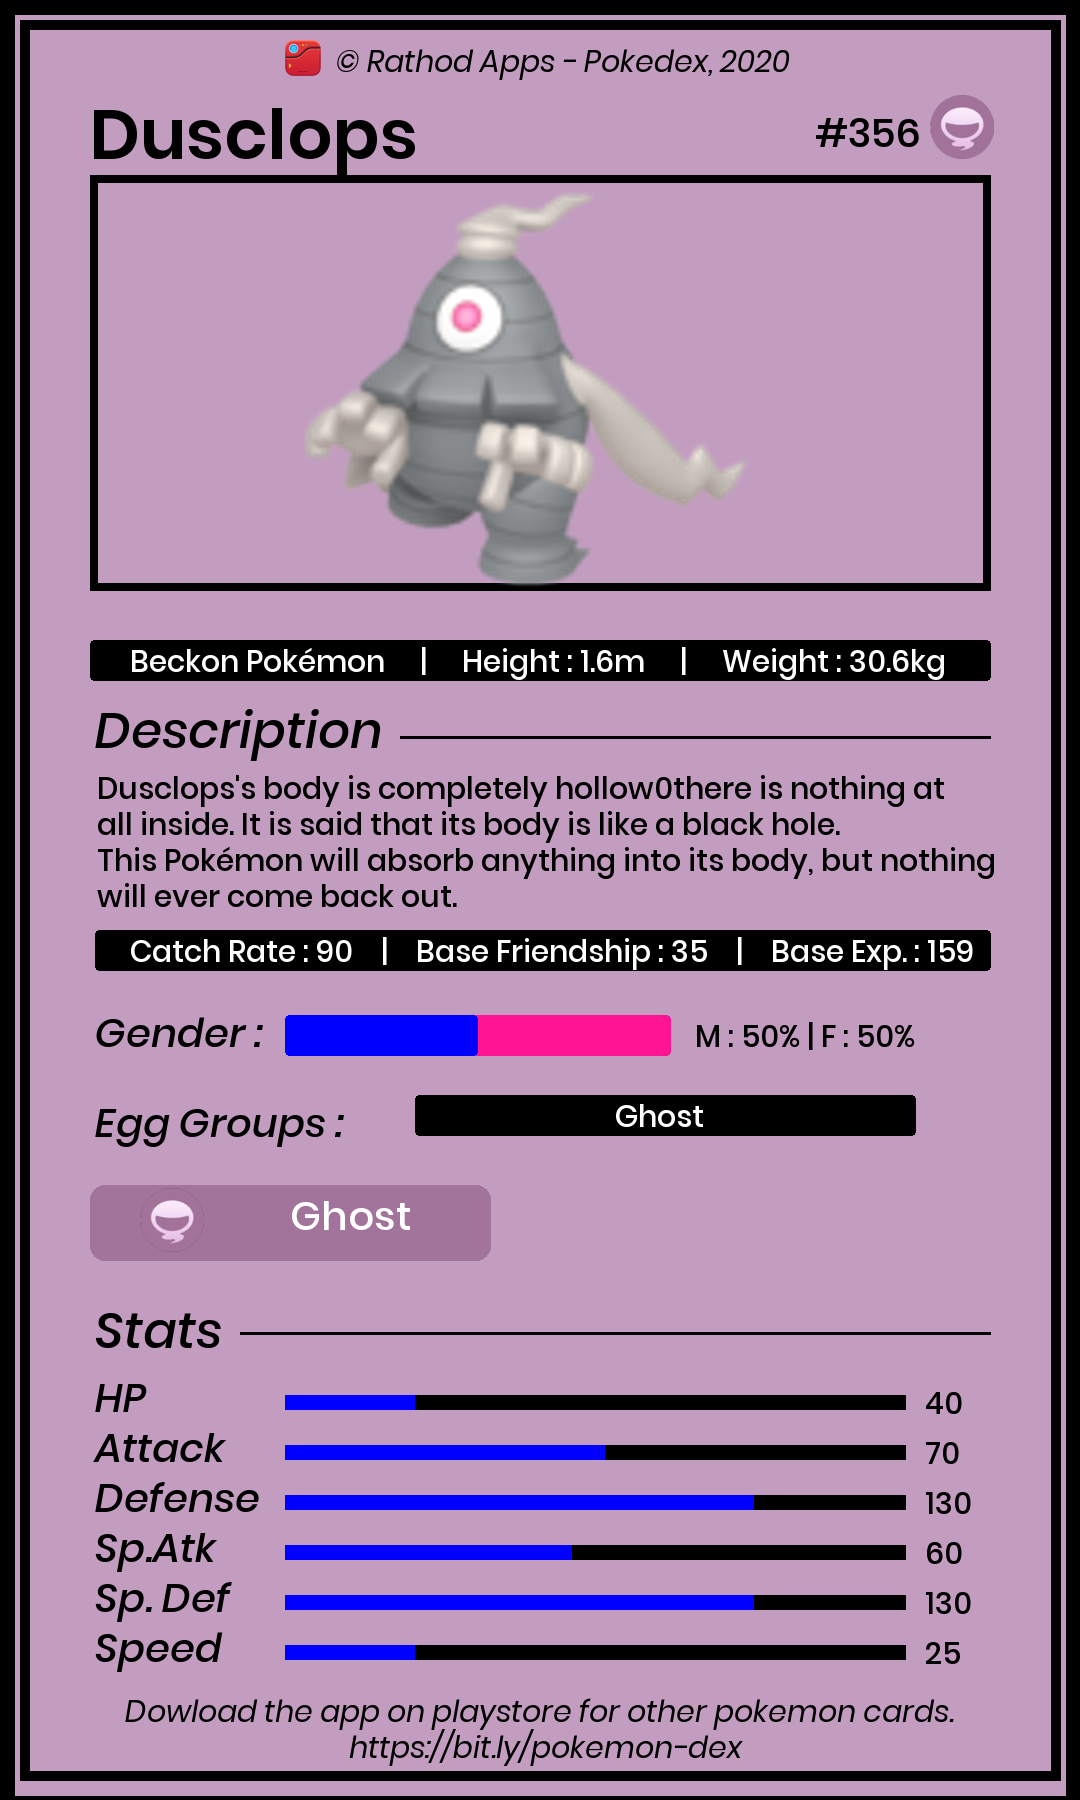 © Rathod Apps - Pokedex, 2020
Dusclops
#356
Beckon Pokémon | Height : 1.6m | Weight : 30.6kg
Description
Dusclops's body is completely hollow0there is nothing at
all inside. It is said that its body is like a black hole.
This Pokémon will absorb anything into its body, but nothing
will ever come back out.
Catch Rate : 90 | Base Friendship : 35 | Base Exp. : 159
Gender : M : 50% | F : 50%
Egg Groups : Ghost
Ghost
Stats
HP 40
Attack 70
Defense 130
Sp.Atk 60
Sp. Def 130
Speed 25
Dowload the app on playstore for other pokemon cards.
https://bit.ly/pokemon-dex